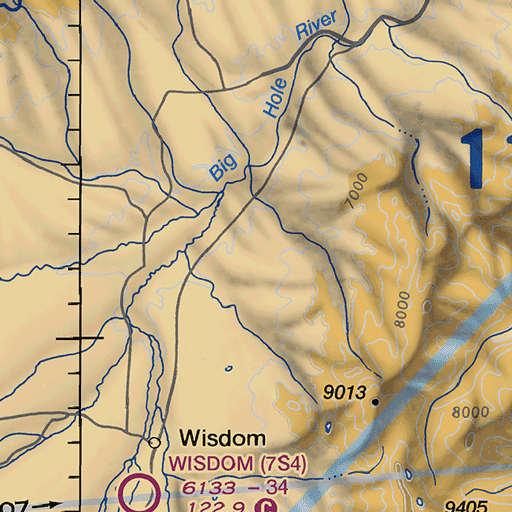 River
Hole
Big
7000
8000
9013
8000
Wisdom
WISDOM (7S4)
6133 - 34
122.9 C
9405